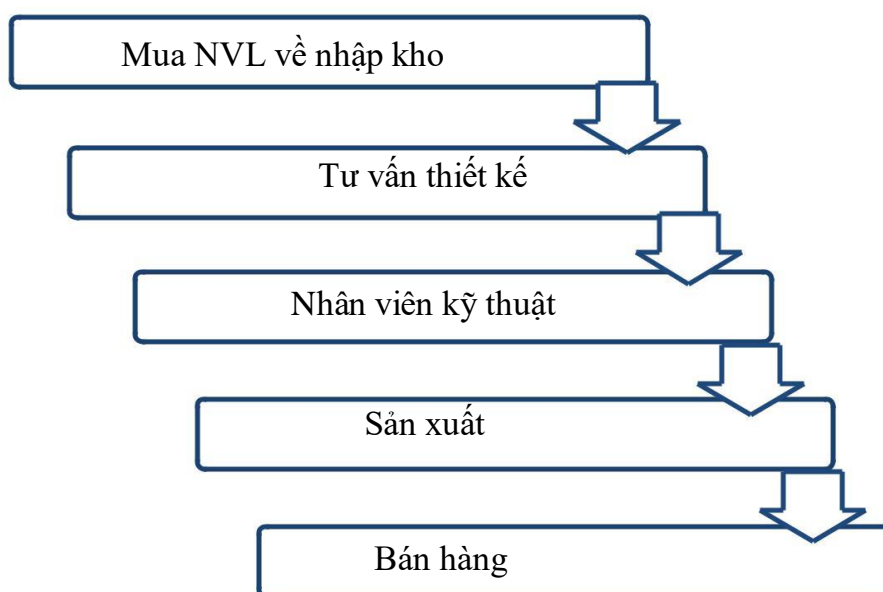 Mua NVL về nhập kho
Tư vấn thiết kế
Nhân viên kỹ thuật
Sản xuất
Bán hàng